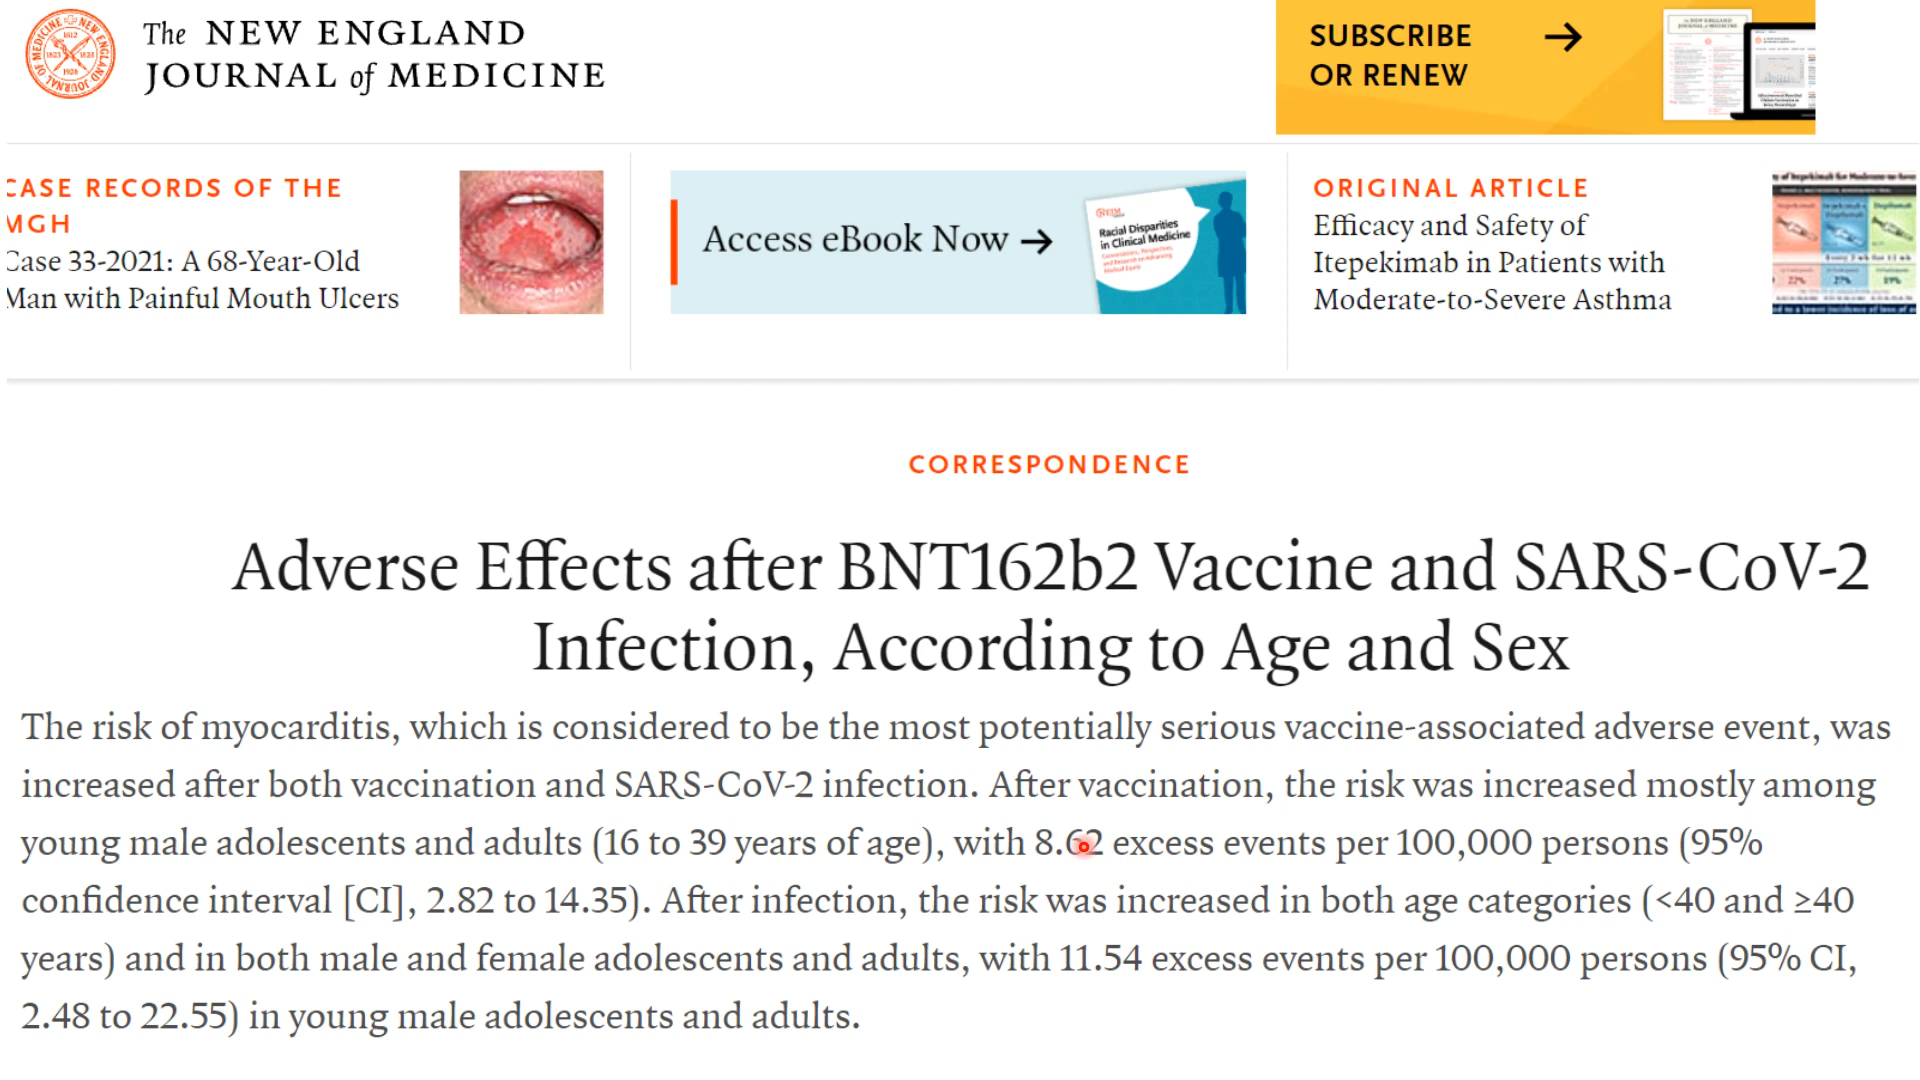 The NEW ENGLAND
JOURNAL of MEDICINE
SUBSCRIBE
OR RENEW
CASE RECORDS OF THE
MGH
Case 33-2021: A 68-Year-Old
Man with Painful Mouth Ulcers
Access eBook Now
Racial Disparities
in Clinical Medicine
ORIGINAL ARTICLE
Efficacy and Safety of
Itepekimab in Patients with
Moderate-to-Severe Asthma
CORRESPONDENCE
Adverse Effects after BNT162b2 Vaccine and SARS-CoV-2
Infection, According to Age and Sex
The risk of myocarditis, which is considered to be the most potentially serious vaccine-associated adverse event, was
increased after both vaccination and SARS-CoV-2 infection. After vaccination, the risk was increased mostly among
young male adolescents and adults (16 to 39 years of age), with 8.62 excess events per 100,000 persons (95%
confidence interval [CI], 2.82 to 14.35). After infection, the risk was increased in both age categories (<40 and ≥40
years) and in both male and female adolescents and adults, with 11.54 excess events per 100,000 persons (95% CI,
2.48 to 22.55) in young male adolescents and adults.